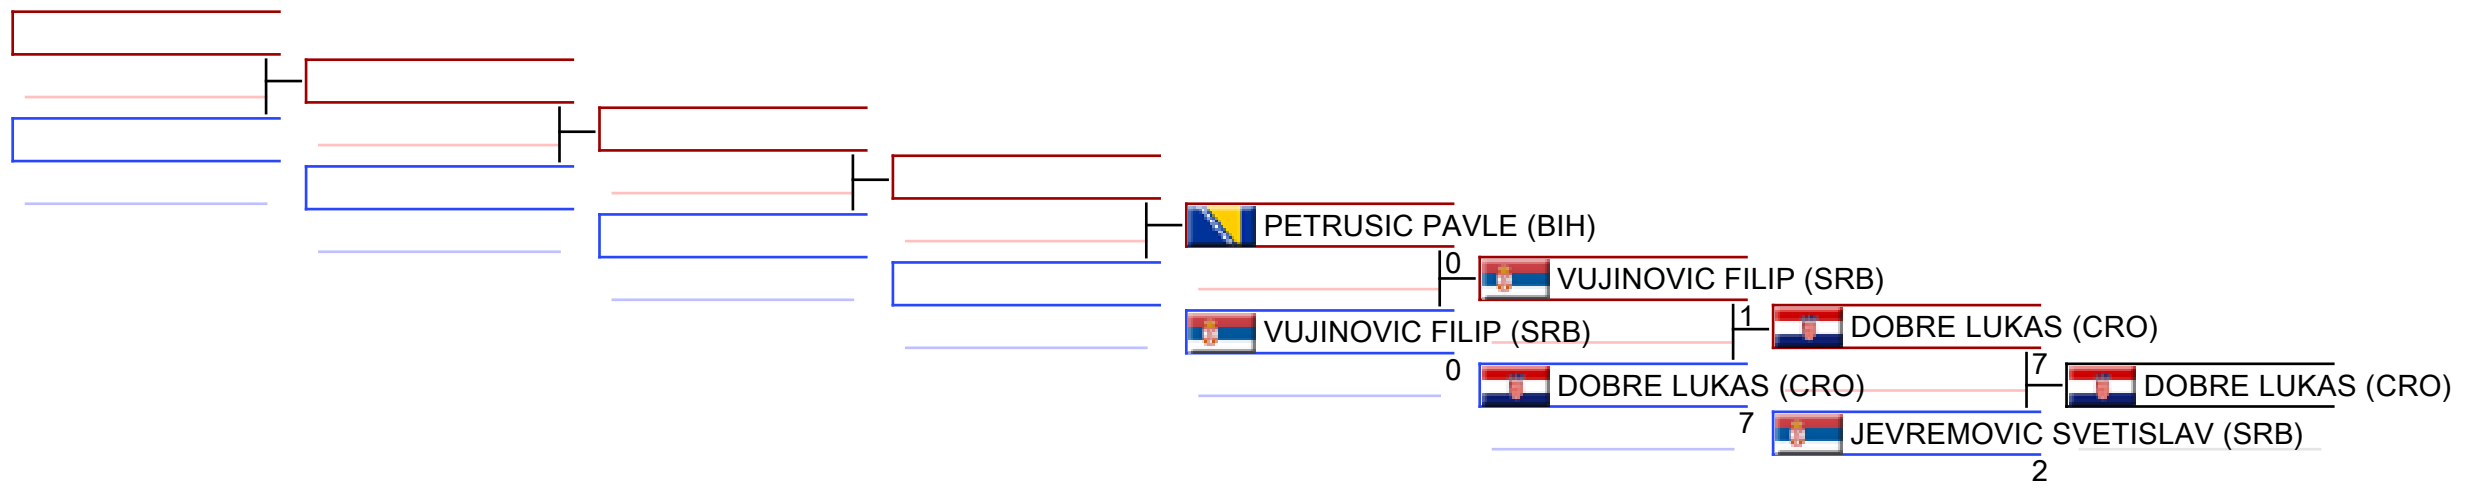 PETRUSIC PAVLE (BIH)
0
VUJINOVIC FILIP (SRB)
VUJINOVIC FILIP (SRB)
0
1
DOBRE LUKAS (CRO)
DOBRE LUKAS (CRO)
7
7
DOBRE LUKAS (CRO)
JEVREMOVIC SVETISLAV (SRB)
2